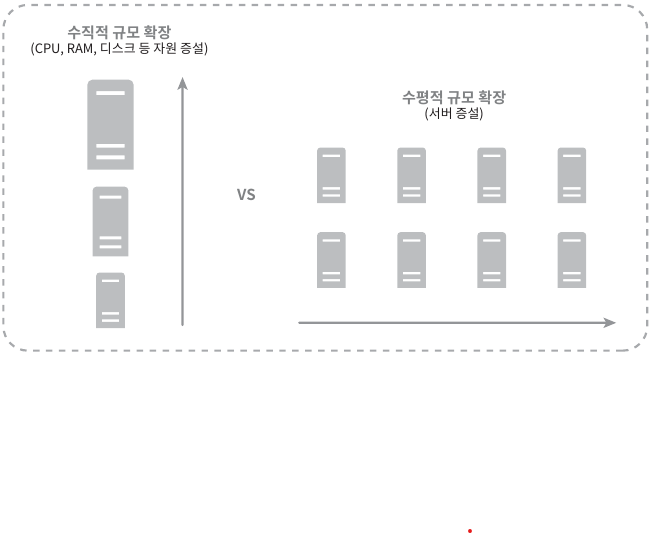 수직적 규모 확장
(CPU, RAM, 디스크 등 자원 증설)
VS
수평적 규모 확장
(서버 증설)